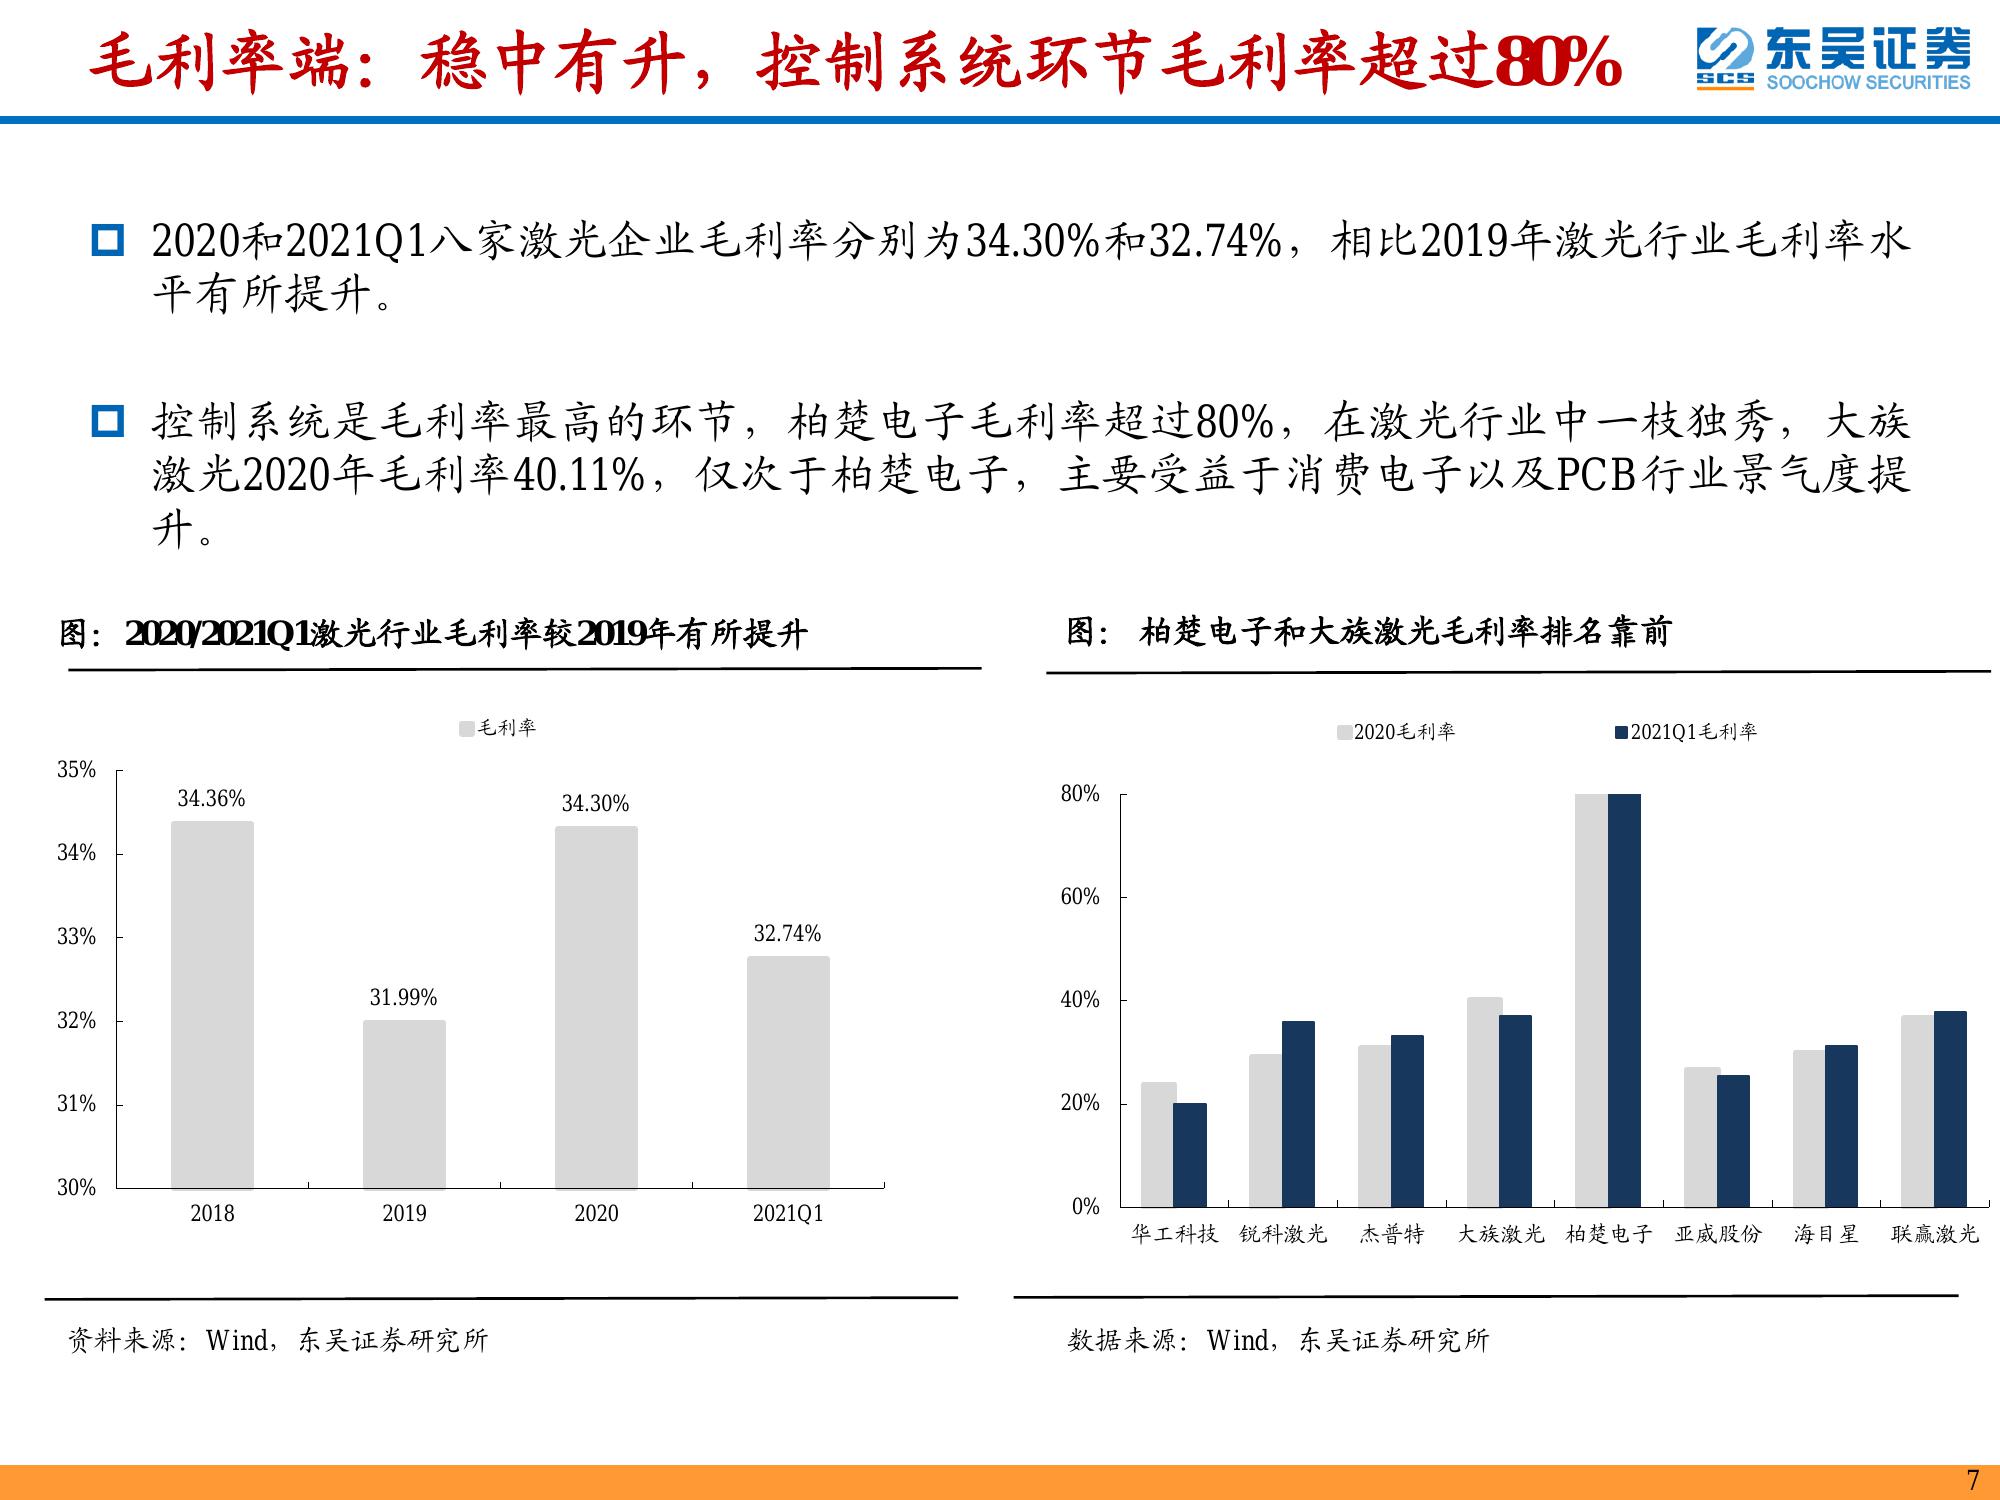 毛利率端：稳中有升，控制系统环节毛利率超过80%
SCS
东吴证券
SOOCHOW SECURITIES
2020和2021Q1八家激光企业毛利率分别为34.30%和32.74%，相比2019年激光行业毛利率水
平有所提升。
控制系统是毛利率最高的环节，柏楚电子毛利率超过80%，在激光行业中一枝独秀，大族
激光2020年毛利率40.11%，仅次于柏楚电子，主要受益于消费电子以及PCB行业景气度提
升。
图：2020/2021Q1激光行业毛利率较2019年有所提升
毛利率
35%
34%
33%
32%
31%
30%
34.36%
31.99%
34.30%
32.74%
2018 2019 2020 2021Q1
资料来源：Wind，东吴证券研究所
图： 柏楚电子和大族激光毛利率排名靠前
2020毛利率 2021Q1毛利率
80%
60%
40%
20%
0%
华工科技 锐科激光 杰普特 大族激光 柏楚电子 亚威股份 海目星 联赢激光
数据来源：Wind，东吴证券研究所
7